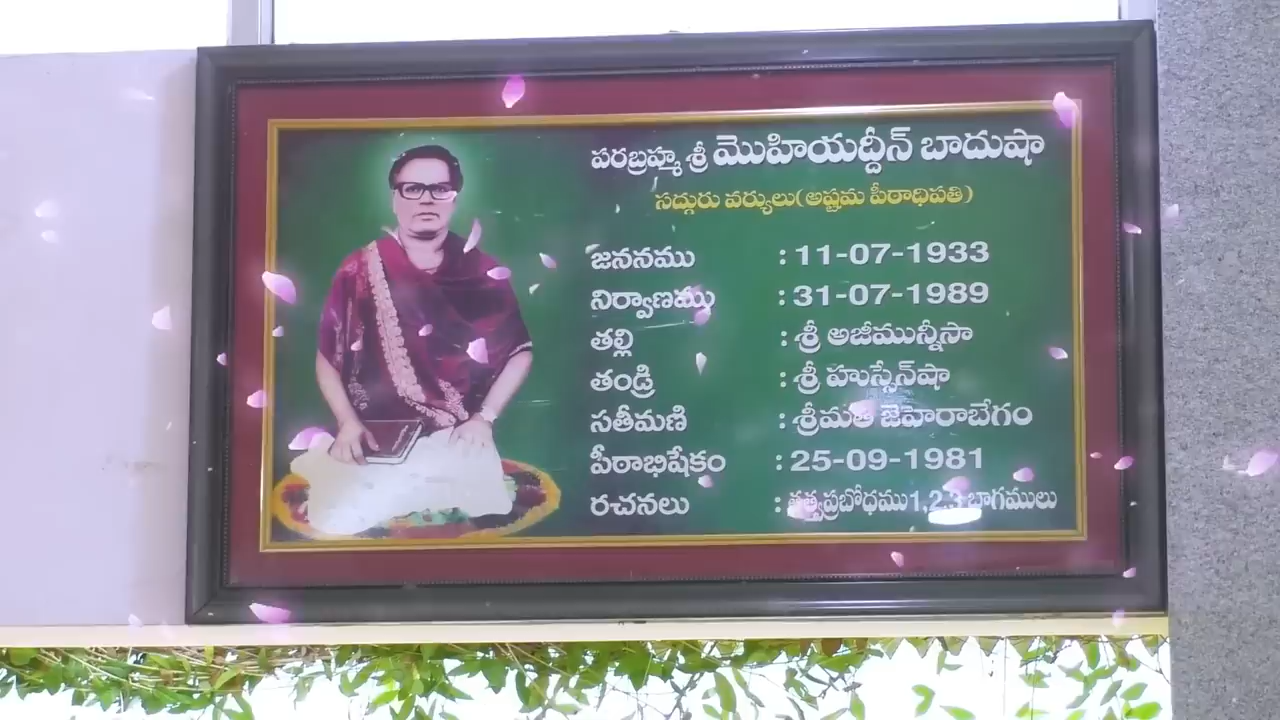 పరబ్రహ్మ శ్రీ మొహియద్దీన్ బాదుషా
సద్గురు వర్యులు(అష్టమ పీఠాధిపతి)
జననము : 11-07-1933
నిర్వాణము : 31-07-1989
తల్లి : శ్రీ అజీమున్నీసా
తండ్రి : శ్రీ హుస్సేన్‌షా
సతీమణి : శ్రీమతి జెహెరాబేగం
పీఠాభిషేకం : 25-09-1981
రచనలు : తత్వప్రబోధము1,2,3 భాగములు